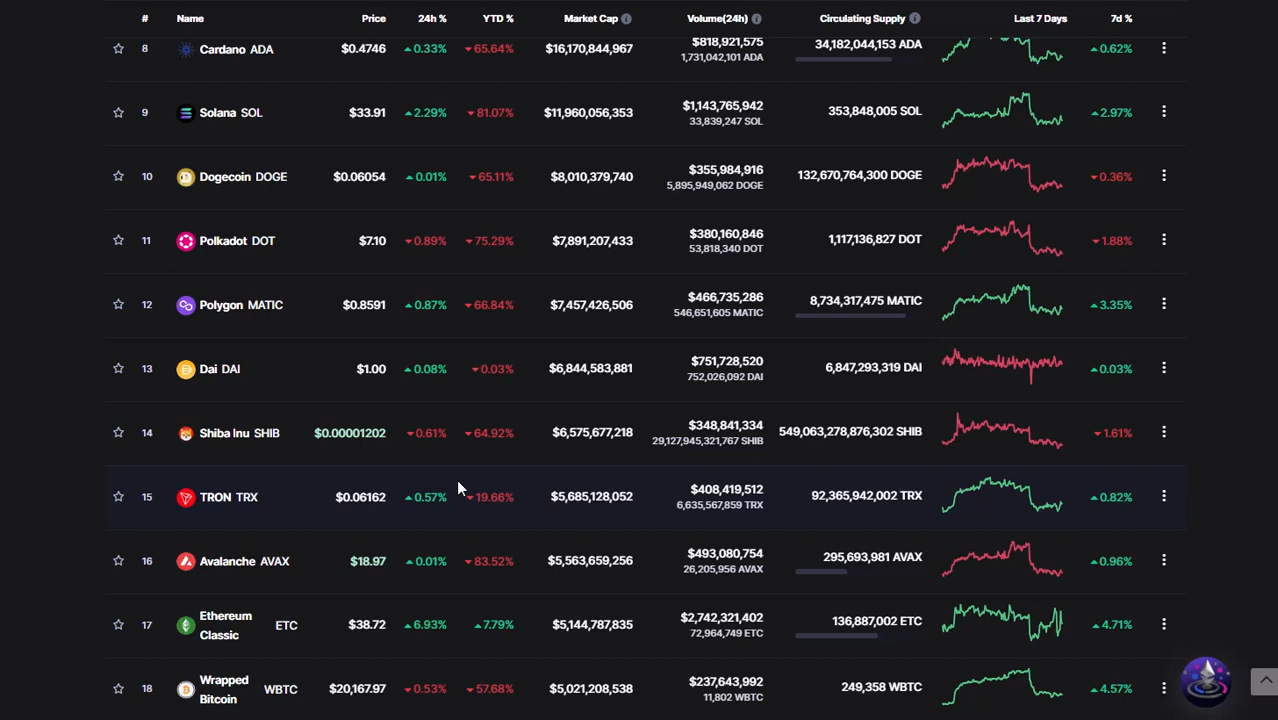 # Name Price 24h % YTD % Market Cap Volume(24h) Circulating Supply Last 7 Days 7d %
8 Cardano ADA $0.4746 0.33% 65.64% $16,170,844,967 $818,921,575 34,182,044,153 ADA 0.62%
1,731,042,101 ADA
9 Solana SOL $33.91 2.29% 81.07% $11,960,056,353 $1,143,765,942 353,848,005 SOL 2.97%
33,839,247 SOL
10 Dogecoin DOGE $0.06054 0.01% 65.11% $8,010,379,740 $355,984,916 132,670,764,300 DOGE 0.36%
5,895,949,062 DOGE
11 Polkadot DOT $7.10 0.89% 75.29% $7,891,207,433 $380,160,846 1,117,136,827 DOT 1.88%
53,818,340 DOT
12 Polygon MATIC $0.8591 0.87% 66.84% $7,457,426,506 $466,735,286 8,734,317,475 MATIC 3.35%
546,651,605 MATIC
13 Dai DAI $1.00 0.08% 0.03% $6,844,583,881 $751,728,520 6,847,293,319 DAI 0.03%
752,026,092 DAI
14 Shiba Inu SHIB $0.00001202 0.61% 64.92% $6,575,677,218 $348,841,334 549,063,278,876,302 SHIB 1.61%
29,127,945,321,767 SHIB
15 TRON TRX $0.06162 0.57% 19.66% $5,685,128,052 $408,419,512 92,365,942,002 TRX 0.82%
6,635,567,859 TRX
16 Avalanche AVAX $18.97 0.01% 83.52% $5,563,659,256 $493,080,754 295,693,981 AVAX 0.96%
26,205,956 AVAX
17 Ethereum Classic ETC $38.72 6.93% 7.79% $5,144,787,835 $2,742,321,402 136,887,002 ETC 4.71%
72,964,749 ETC
18 Wrapped Bitcoin WBTC $20,167.97 0.53% 57.68% $5,021,208,538 $237,643,992 249,358 WBTC 4.57%
11,802 WBTC